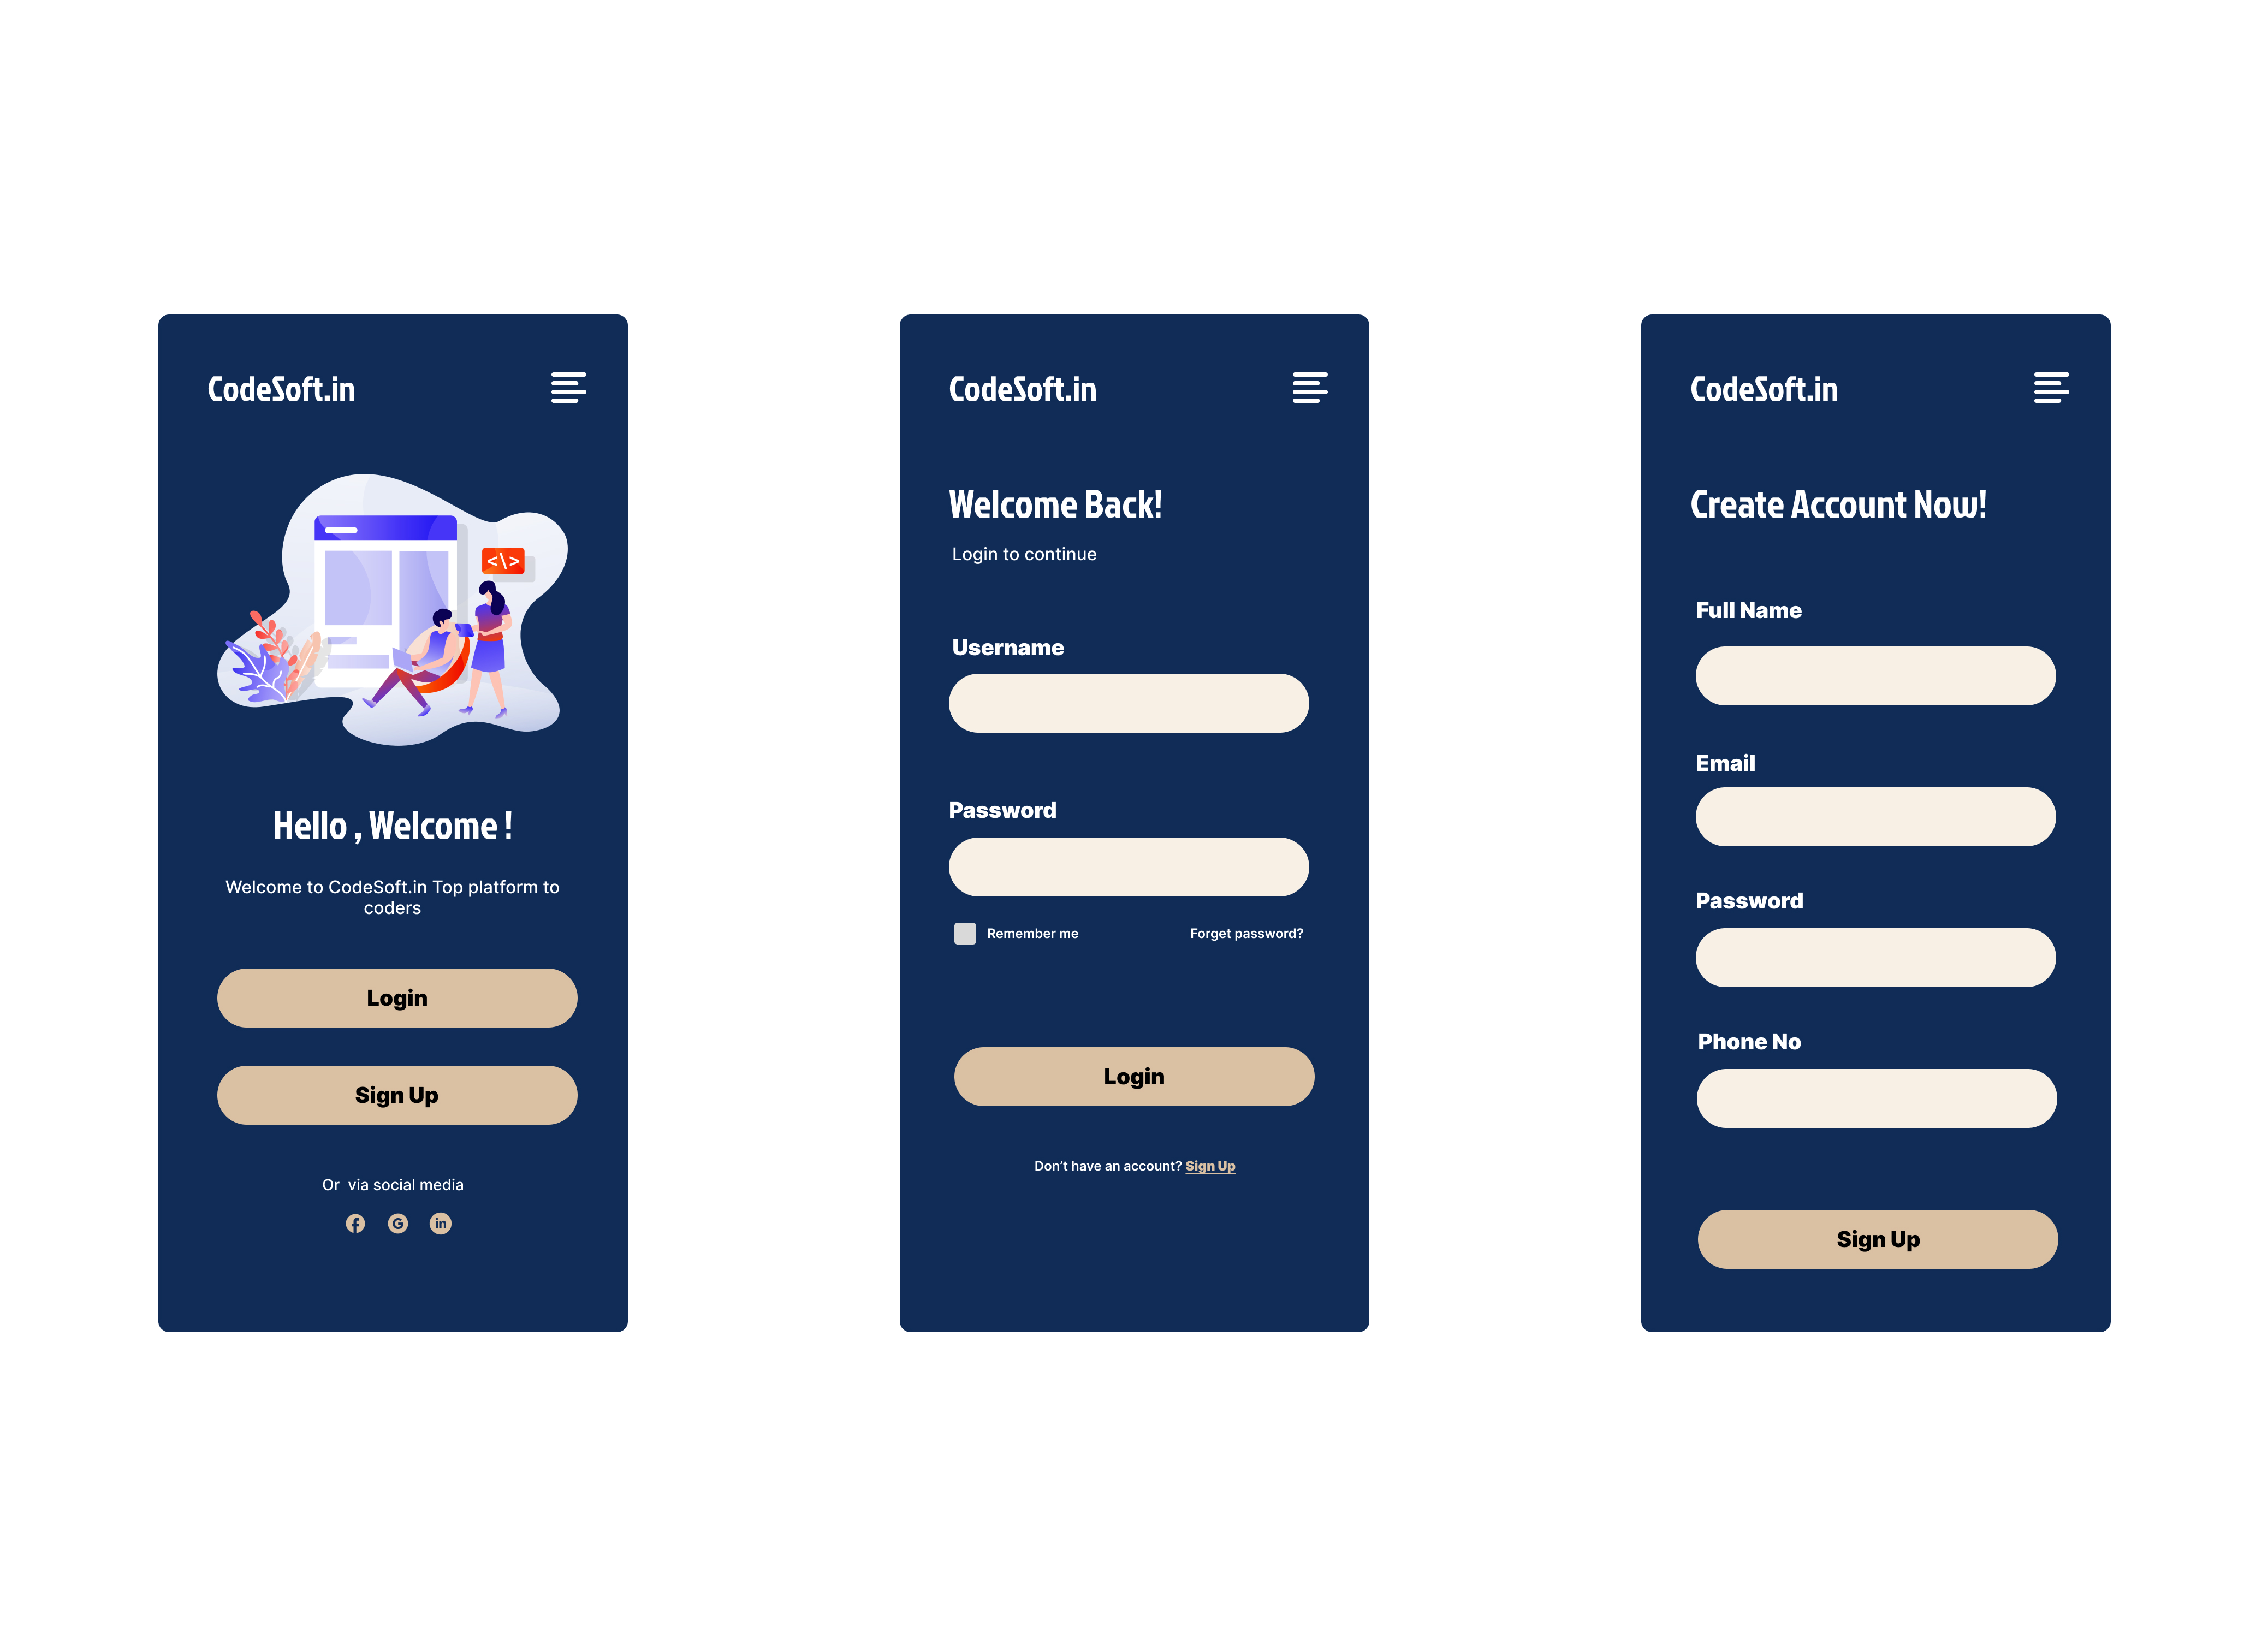 CodeSoft.in
<\>
Hello , Welcome !
Welcome to CodeSoft.in Top platform to
coders
Login
Sign Up
Or via social media
f G in
CodeSoft.in
Welcome Back!
Login to continue
Username
Password
Remember me Forget password?
Login
Don’t have an account? Sign Up
CodeSoft.in
Create Account Now!
Full Name
Email
Password
Phone No
Sign Up